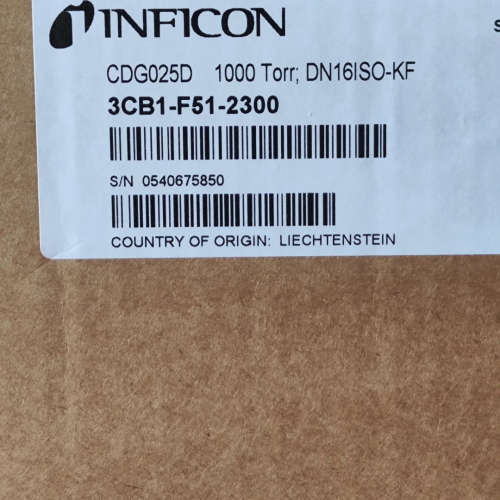 INFICON
S
CDG025D 1000 Torr; DN16ISO-KF
3CB1-F51-2300
S/N 0540675850
COUNTRY OF ORIGIN: LIECHTENSTEIN